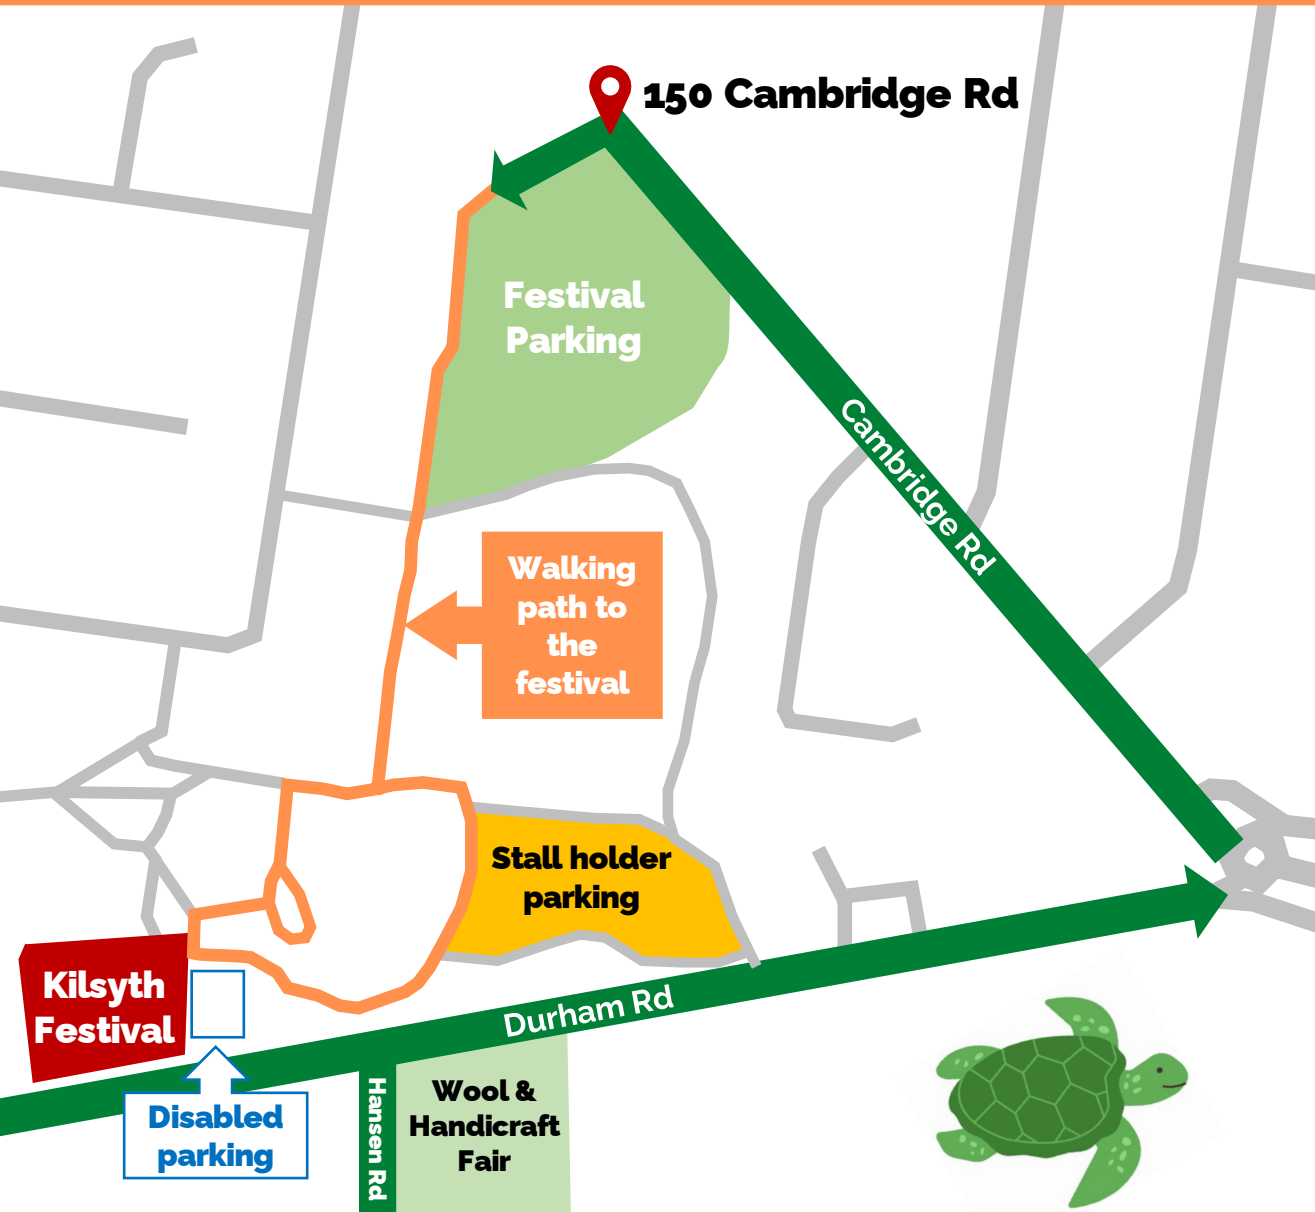 150 Cambridge Rd
Festival
Parking
Cambridge Rd
Walking
path to
the
festival
Stall holder
parking
Kilsyth
Festival
Durham Rd
Disabled
parking
Hansen Rd
Wool &
Handicraft
Fair